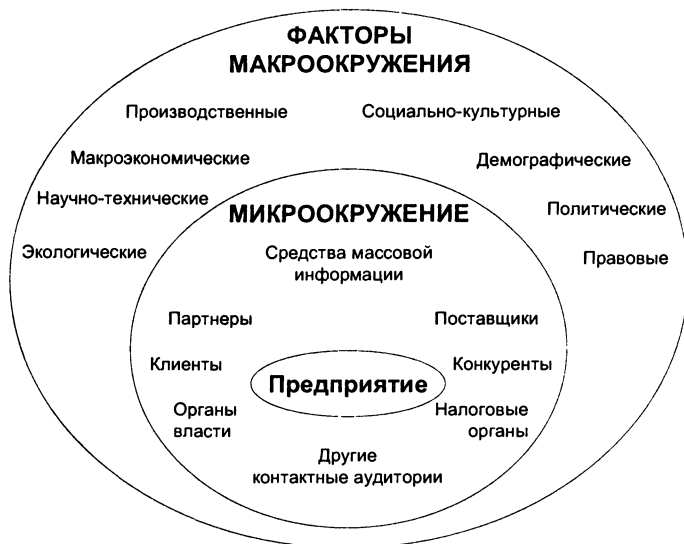 ФАКТОРЫ
МАКРООКРУЖЕНИЯ
Производственные
Социально-культурные
Макроэкономические
Демографические
Научно-технические
Политические
Экологические
Правовые
МИКРООКРУЖЕНИЕ
Средства массовой
информации
Партнеры
Поставщики
Клиенты
Конкуренты
Предприятие
Органы
власти
Налоговые
органы
Другие
контактные аудитории